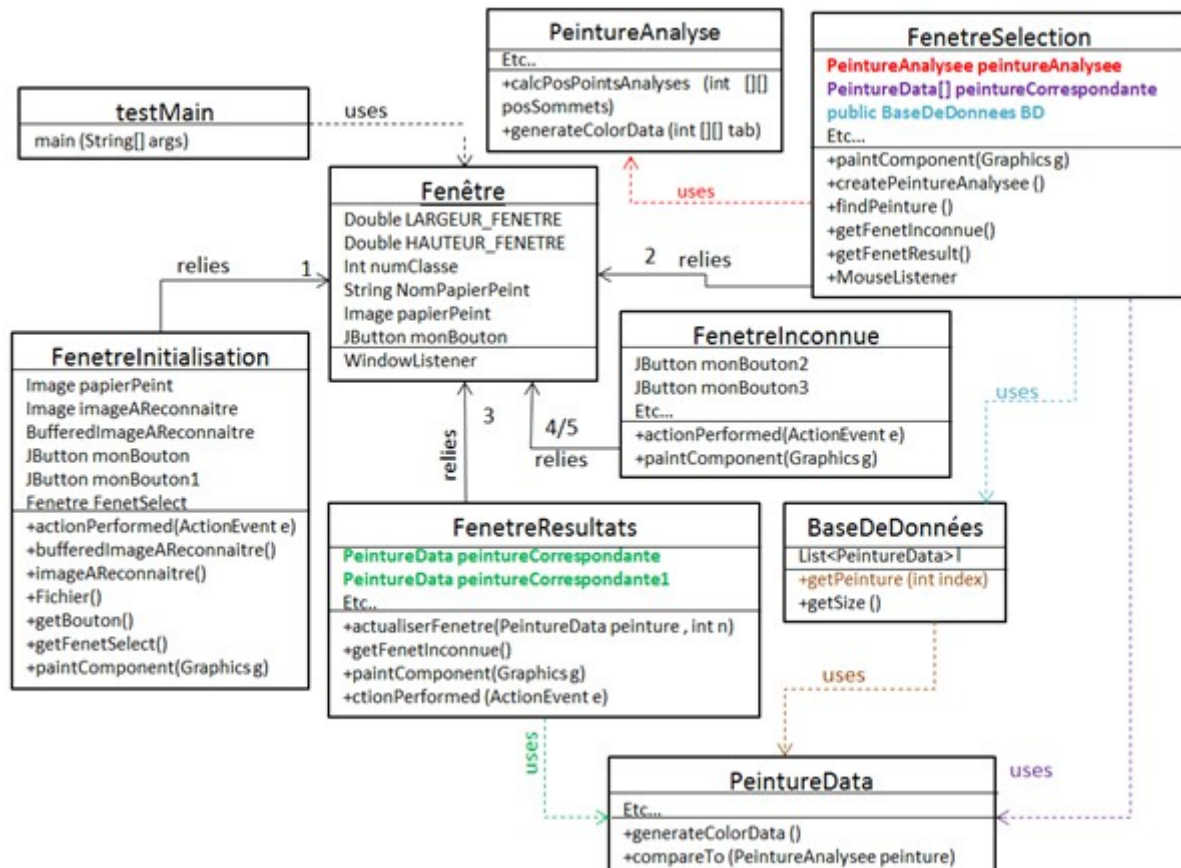 PeintureAnalyse
Etc..
+calcPosPointsAnalyses (int [][]
posSommets)
+generateColorData (int [][] tab)
FenetreSelection
PeintureAnalysee peintureAnalysee
PeintureData[] peintureCorrespondante
public BaseDeDonnees BD
Etc...
+paintComponent(Graphics g)
+createPeintureAnalysee ()
+findPeinture ()
+getFenetInconnue()
+getFenetResult()
+MouseListener
testMain
main (String[] args)
uses
uses
Fenêtre
Double LARGEUR_FENETRE
Double HAUTEUR_FENETRE
Int numClasse
String NomPapierPeint
Image papierPeint
JButton monBouton
WindowListener
relies
1
2
relies
FenetreInitialisation
Image papierPeint
Image imageAReconnaitre
BufferedImageAReconnaitre
JButton monBouton
JButton monBouton1
Fenetre FenetSelect
+actionPerformed(ActionEvent e)
+bufferedImageAReconnaitre()
+imageAReconnaitre()
+Fichier()
+getBouton()
+getFenetSelect()
+paintComponent(Graphics g)
FenetreInconnue
JButton monBouton2
JButton monBouton3
Etc...
+actionPerformed(ActionEvent e)
+paintComponent(Graphics g)
3
relies
4/5
relies
uses
FenetreResultats
PeintureData peintureCorrespondante
PeintureData peintureCorrespondante1
Etc..
+actualiserFenetre(PeintureData peinture , int n)
+getFenetInconnue()
+paintComponent(Graphics g)
+ctionPerformed (ActionEvent e)
BaseDeDonnées
List<PeintureData> l
+getPeinture (int index)
+getSize ()
uses
uses
uses
PeintureData
Etc...
+generateColorData ()
+compareTo (PeintureAnalysee peinture)